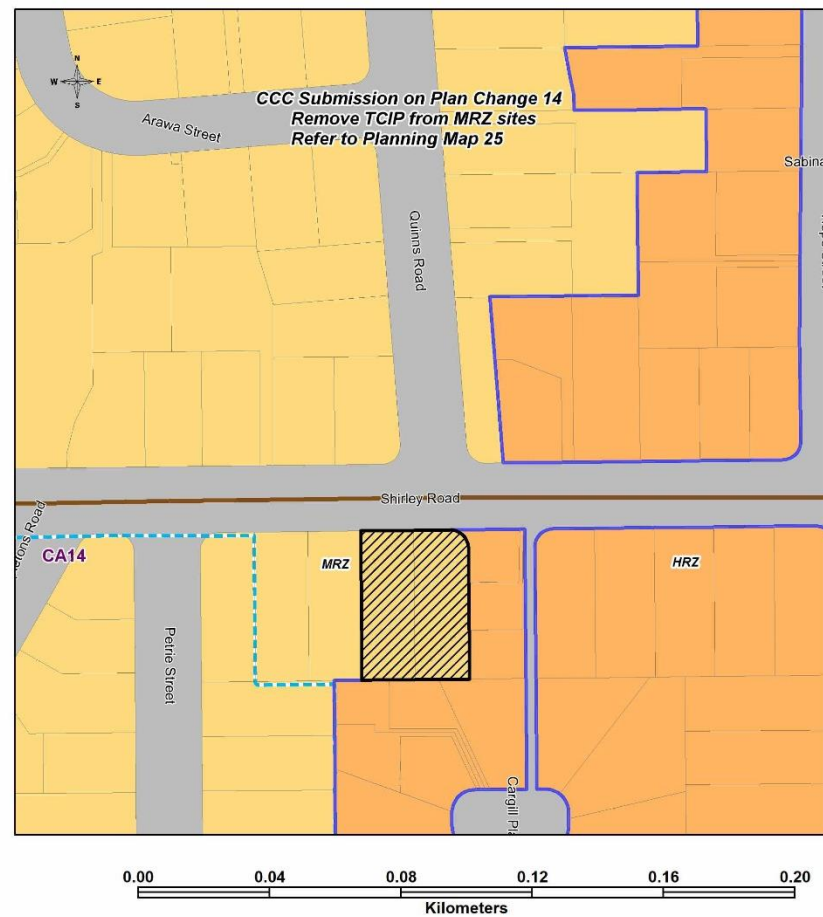 N
W E
S
CCC Submission on Plan Change 14
Remove TCIP from MRZ sites
Refer to Planning Map 25
Arawa Street
Sabina
Quinns Road
Shirley Road
CA14
MRZ
HRZ
Petrie Street
Cargill Pla
0.00 0.04 0.08 0.12 0.16 0.20
Kilometers